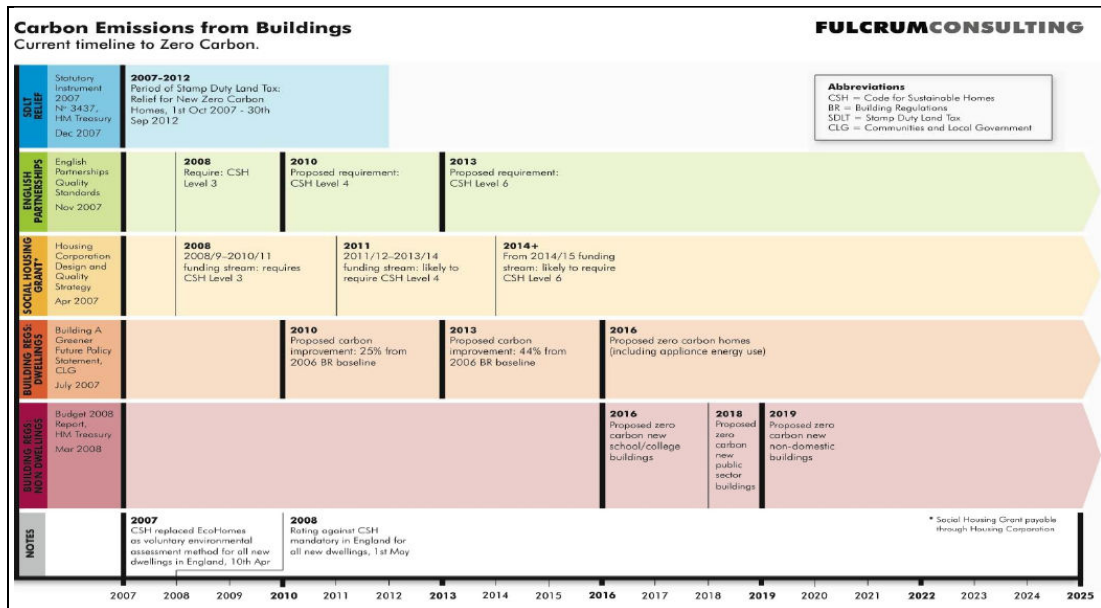 Carbon Emissions from Buildings
Current timeline to Zero Carbon.
FULCRUMCONSULTING
Abbreviations
CSH = Code for Sustainable Homes
BR = Building Regulations
SDLT = Stamp Duty Land Tax
CLG = Communities and Local Government
SDLT
RELIEF
Statutory
Instrument
2007
Nº 3437,
HM Treasury
Dec 2007
2007-2012
Period of Stamp Duty Land Tax:
Relief for New Zero Carbon
Homes, 1st Oct 2007 - 30th
Sep 2012
ENGLISH
PARTNERSHIPS
English
Partnerships
Quality
Standards
Nov 2007
2008
Require: CSH
Level 3
2010
Proposed requirement:
CSH Level 4
2013
Proposed requirement:
CSH Level 6
SOCIAL HOUSING
GRANT*
Housing
Corporation
Design and
Quality
Strategy
Apr 2007
2008
2008/9–2010/11
funding stream: requires
CSH Level 3
2011
2011/12–2013/14
funding stream: likely to
require CSH Level 4
2014+
From 2014/15 funding
stream: likely to require
CSH Level 6
BUILDING REGS:
DWELLINGS
Building A
Greener
Future Policy
Statement,
CLG
July 2007
2010
Proposed carbon
improvement: 25% from
2006 BR baseline
2013
Proposed carbon
improvement: 44% from
2006 BR baseline
2016
Proposed zero carbon homes
(including appliance energy use)
BUILDING REGS:
NON DWELLINGS
Budget 2008
Report,
HM Treasury
Mar 2008
2016
Proposed zero
carbon new
school/college
buildings
2018
Proposed
zero
carbon
new
public
sector
buildings
2019
Proposed zero
carbon new
non-domestic
buildings
NOTES
2007
CSH replaced EcoHomes
as voluntary environmental
assessment method for all new
dwellings in England, 10th Apr
2008
Rating against CSH
mandatory in England for
all new dwellings, 1st May
* Social Housing Grant payable
through Housing Corporation
2007 2008 2009 2010 2011 2012 2013 2014 2015 2016 2017 2018 2019 2020 2021 2022 2023 2024 2025